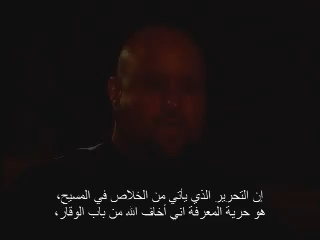 إن التحرير الذي يأتي من الخلاص في المسيح،
هو حرية المعرفة اني أخاف الله من باب الوقار،